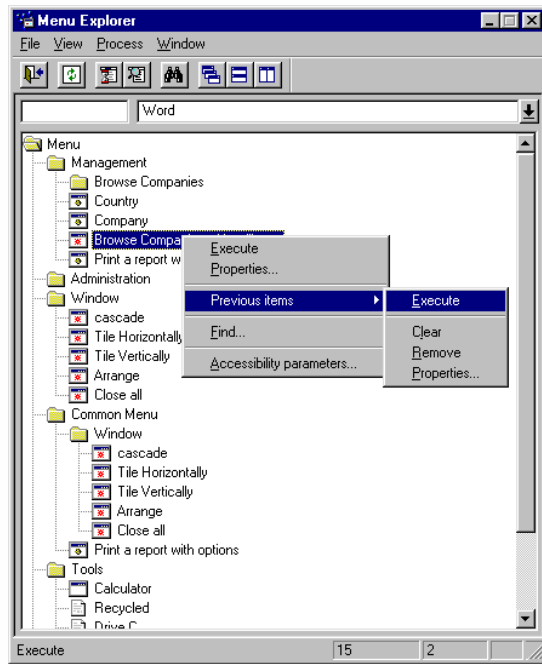 Menu Explorer
File View Process Window
Word
Menu
Management
Browse Companies
Country
Company
Browse
Print a report
Administration
Window
cascade
Tile Horizontally
Tile Vertically
Arrange
Close all
Common Menu
Window
cascade
Tile Horizontally
Tile Vertically
Arrange
Close all
Print a report with options
Tools
Calculator
Recycled
Drive C
Execute
Properties...
Previous items
Find...
Accessibility parameters...
Execute
Clear
Remove
Properties...
Execute 15 2